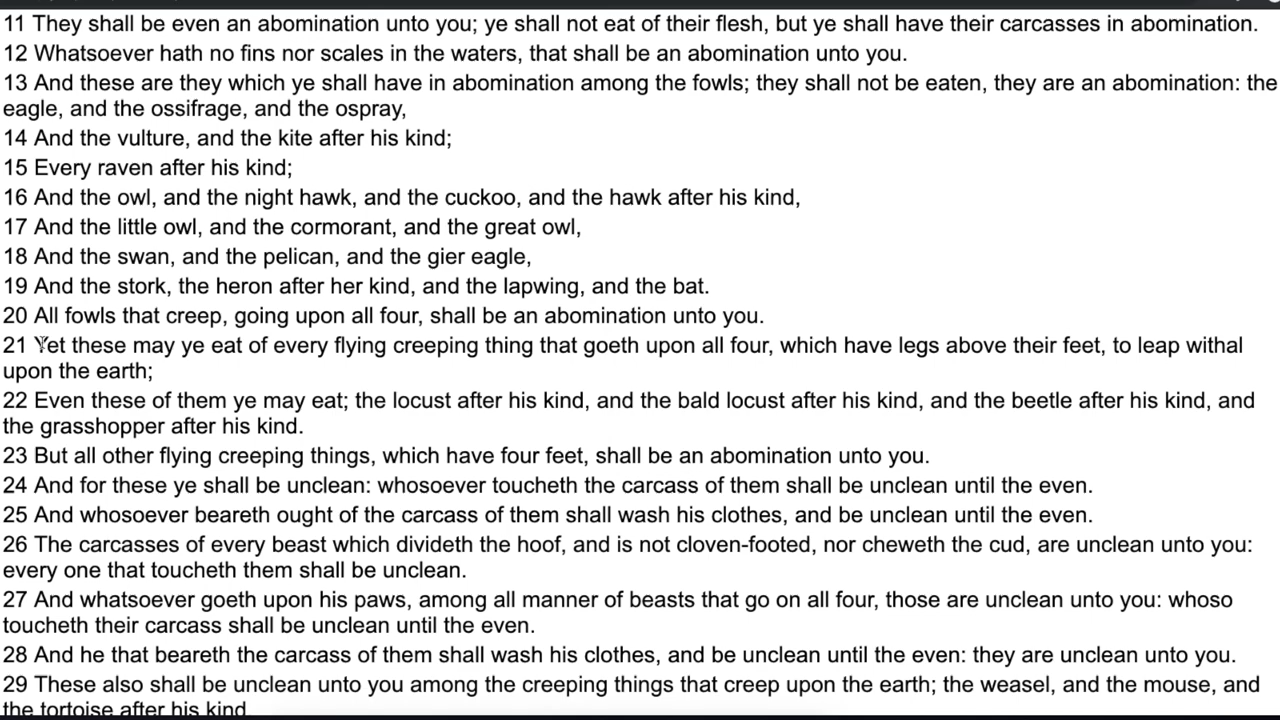 11 They shall be even an abomination unto you; ye shall not eat of their flesh, but ye shall have their carcasses in abomination.
12 Whatsoever hath no fins nor scales in the waters, that shall be an abomination unto you.
13 And these are they which ye shall have in abomination among the fowls; they shall not be eaten, they are an abomination: the
eagle, and the ossifrage, and the ospray,
14 And the vulture, and the kite after his kind;
15 Every raven after his kind;
16 And the owl, and the night hawk, and the cuckoo, and the hawk after his kind,
17 And the little owl, and the cormorant, and the great owl,
18 And the swan, and the pelican, and the gier eagle,
19 And the stork, the heron after her kind, and the lapwing, and the bat.
20 All fowls that creep, going upon all four, shall be an abomination unto you.
21 Yet these may ye eat of every flying creeping thing that goeth upon all four, which have legs above their feet, to leap withal
upon the earth;
22 Even these of them ye may eat; the locust after his kind, and the bald locust after his kind, and the beetle after his kind, and
the grasshopper after his kind.
23 But all other flying creeping things, which have four feet, shall be an abomination unto you.
24 And for these ye shall be unclean: whosoever toucheth the carcass of them shall be unclean until the even.
25 And whosoever beareth ought of the carcass of them shall wash his clothes, and be unclean until the even.
26 The carcasses of every beast which divideth the hoof, and is not cloven-footed, nor cheweth the cud, are unclean unto you:
every one that toucheth them shall be unclean.
27 And whatsoever goeth upon his paws, among all manner of beasts that go on all four, those are unclean unto you: whoso
toucheth their carcass shall be unclean until the even.
28 And he that beareth the carcass of them shall wash his clothes, and be unclean until the even: they are unclean unto you.
29 These also shall be unclean unto you among the creeping things that creep upon the earth; the weasel, and the mouse, and
the tortoise after his kind